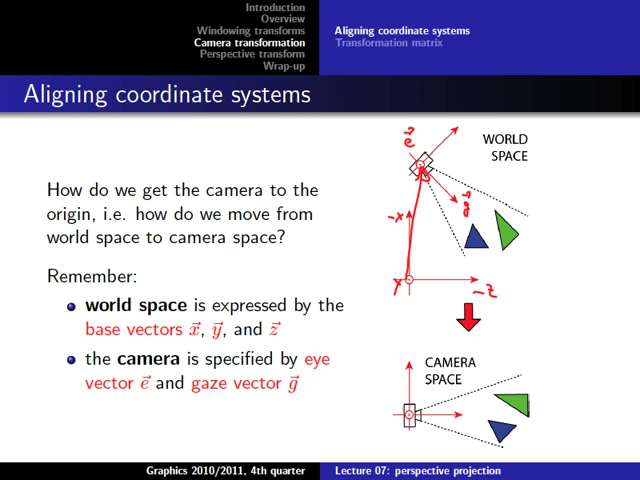 Introduction
Overview
Windowing transforms
Camera transformation
Perspective transform
Wrap-up
Aligning coordinate systems
Transformation matrix
Aligning coordinate systems
How do we get the camera to the
origin, i.e. how do we move from
world space to camera space?
Remember:
world space is expressed by the
base vectors x⃗, y⃗, and z⃗
the camera is specified by eye
vector e⃗ and gaze vector g⃗
e⃗
WORLD
SPACE
g⃗
-x
Y
-z
CAMERA
SPACE
Graphics 2010/2011, 4th quarter
Lecture 07: perspective projection